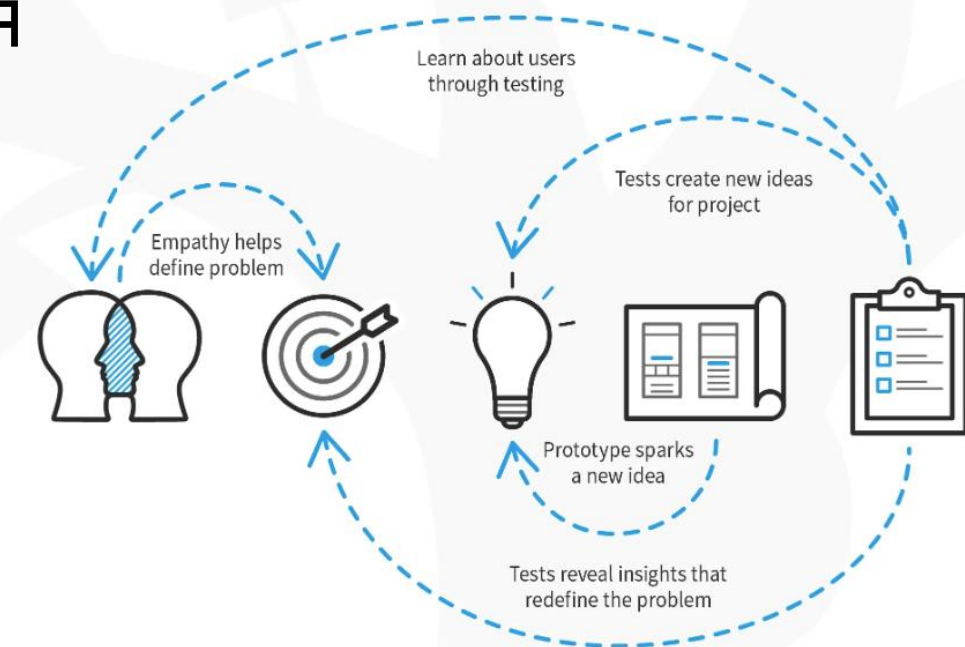 Learn about users
through testing
Tests create new ideas
for project
Empathy helps
define problem
Prototype sparks
a new idea
Tests reveal insights that
redefine the problem